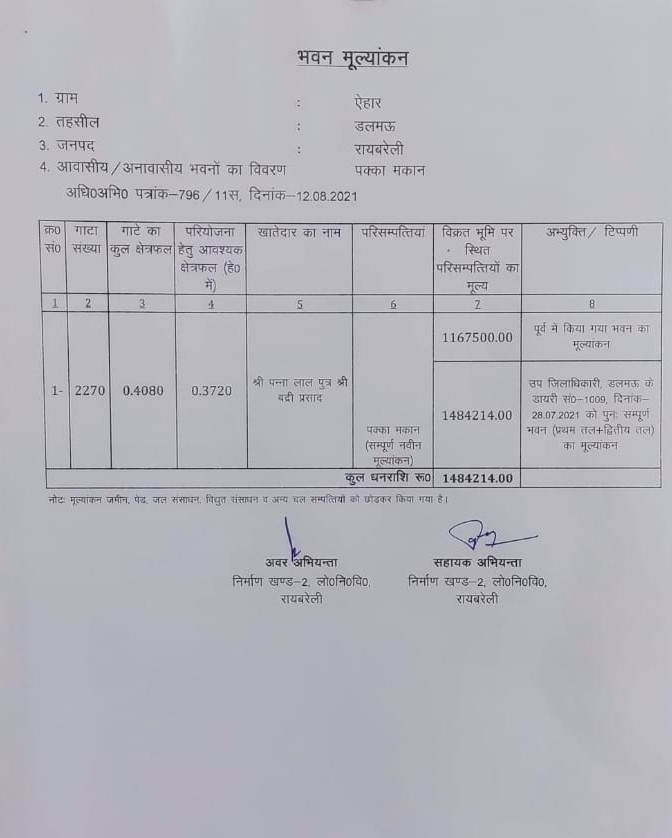 भवन मूल्यांकन
1. ग्राम : ऐहार
2. तहसील : डलमऊ
3. जनपद : रायबरेली
4. आवासीय / अनावासीय भवनों का विवरण पक्का मकान
अधि0अभि0 पत्रांक–796 / 11स, दिनांक–12.08.2021
क्र0 सं0
गाटा संख्या
गाटे का कुल क्षेत्रफल
परियोजना हेतु आवश्यक क्षेत्रफल (हे0 में)
खातेदार का नाम
परिसम्पत्तियां
विक्रत भूमि पर स्थित परिसम्पत्तियों का मूल्य
अभ्युक्ति / टिप्पणी
1 2 3 4 5 6 7 8
1- 2270 0.4080 0.3720
श्री पन्ना लाल पुत्र श्री
बद्री प्रसाद
पक्का मकान
(सम्पूर्ण नवीन
मूल्यांकन)
1167500.00
पूर्व में किया गया भवन का
मूल्यांकन
1484214.00
उप जिलाधिकारी, डलमऊ के
डायरी सं0–1009, दिनांक–
28.07.2021 को पुनः सम्पूर्ण
भवन (प्रथम तल+द्वितीय तल)
का मूल्यांकन
कुल धनराशि रू0 1484214.00
नोटः मूल्यांकन जमीन, पेड, जल संसाधन, विधुत संसाधन व अन्य चल सम्पत्तियों को छोडकर किया गया है।
अवर अभियन्ता
निर्माण खण्ड–2, लो0नि0वि0,
रायबरेली
सहायक अभियन्ता
निर्माण खण्ड–2, लो0नि0वि0,
रायबरेली